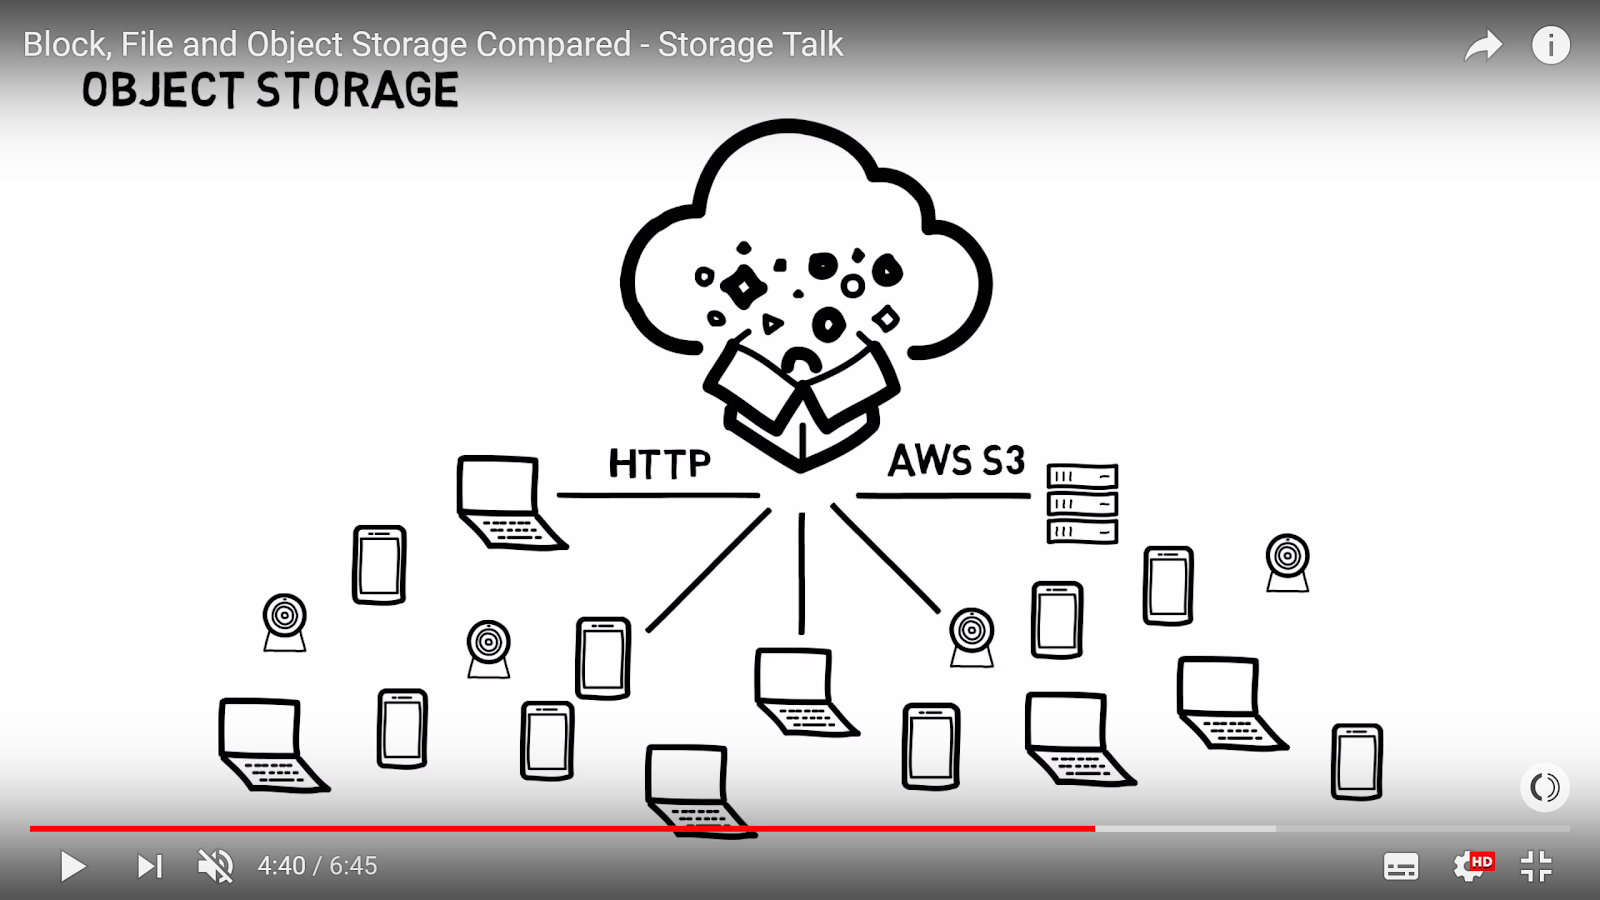 Block, File and Object Storage Compared - Storage Talk
OBJECT STORAGE
HTTP
AWS S3
4:40 / 6:45
HD